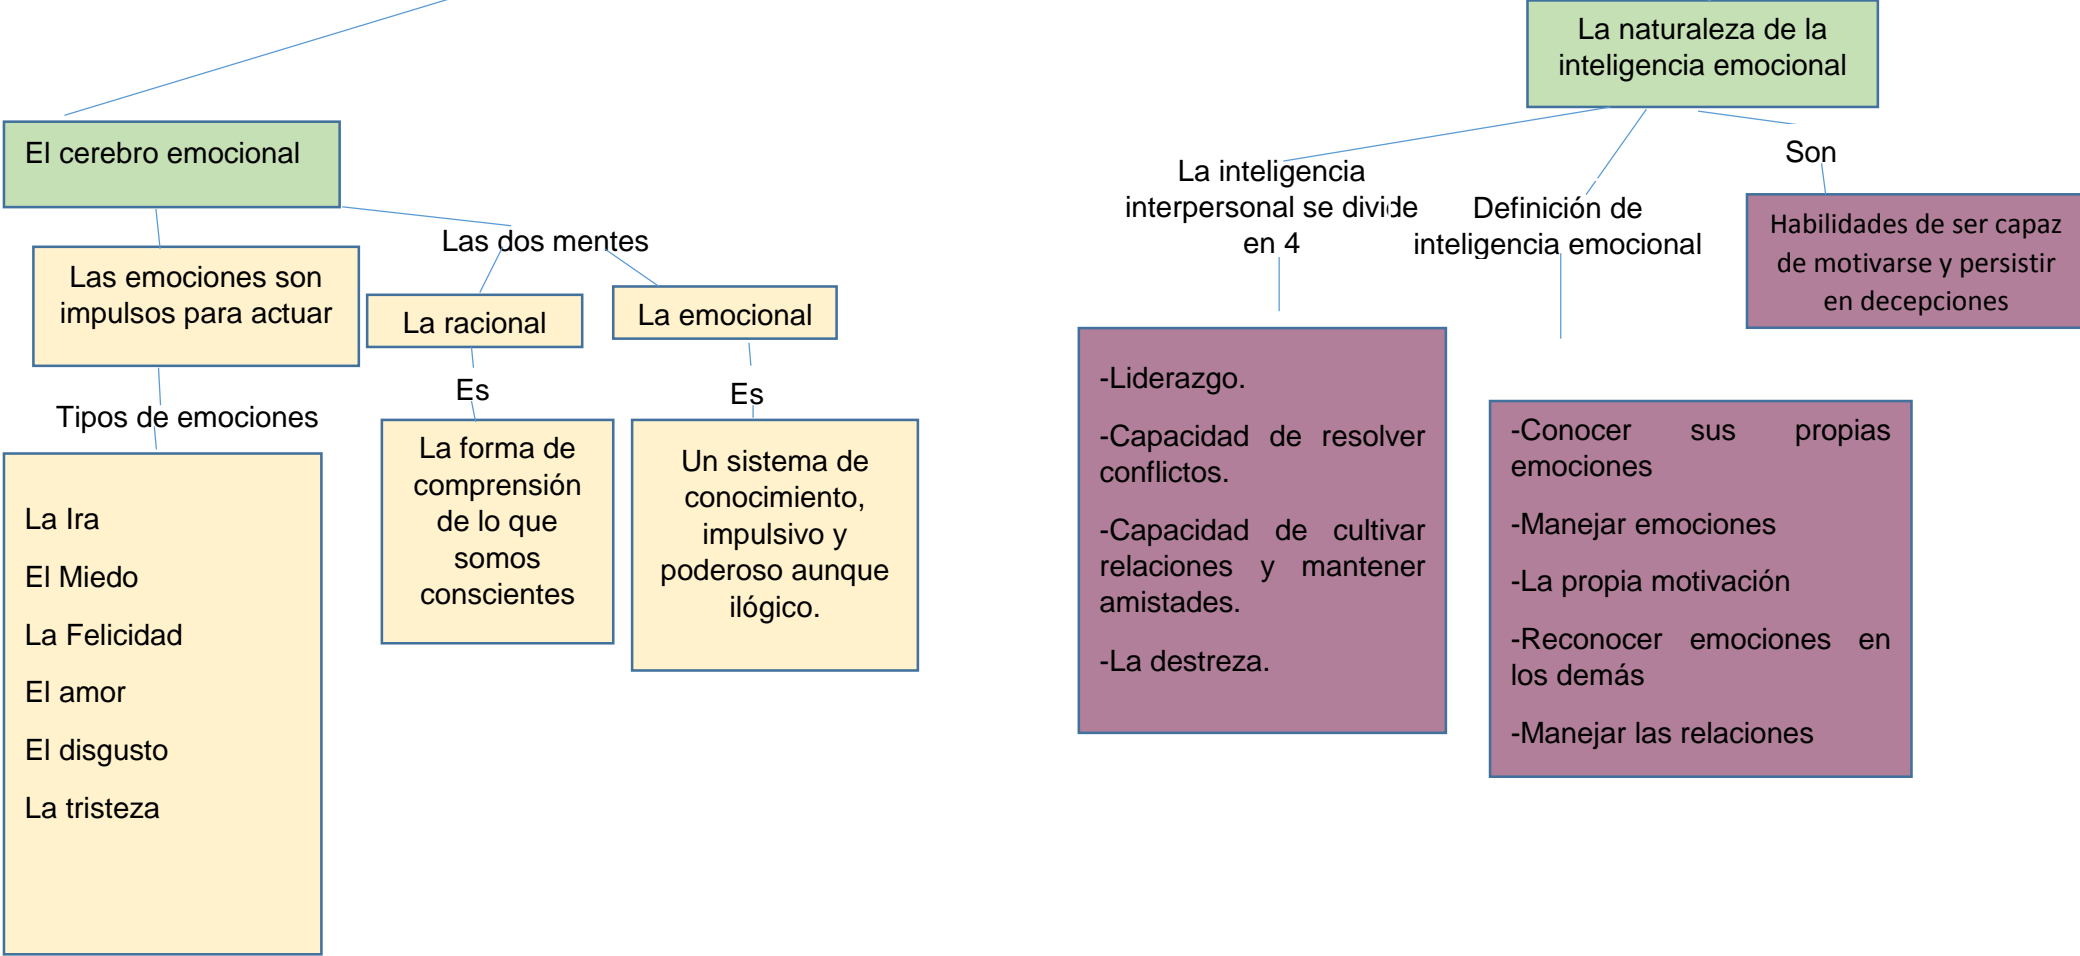 El cerebro emocional
Las emociones son
impulsos para actuar
Tipos de emociones
La Ira
El Miedo
La Felicidad
El amor
El disgusto
La tristeza
Las dos mentes
La racional
Es
La forma de
comprensión
de lo que
somos
conscientes
La emocional
Es
Un sistema de
conocimiento,
impulsivo y
poderoso aunque
ilógico.
La naturaleza de la
inteligencia emocional
La inteligencia
interpersonal se divide
en 4
-Liderazgo.
-Capacidad de resolver
conflictos.
-Capacidad de cultivar
relaciones y mantener
amistades.
-La destreza.
Definición de
inteligencia emocional
-Conocer sus propias
emociones
-Manejar emociones
-La propia motivación
-Reconocer emociones en
los demás
-Manejar las relaciones
Son
Habilidades de ser capaz
de motivarse y persistir
en decepciones